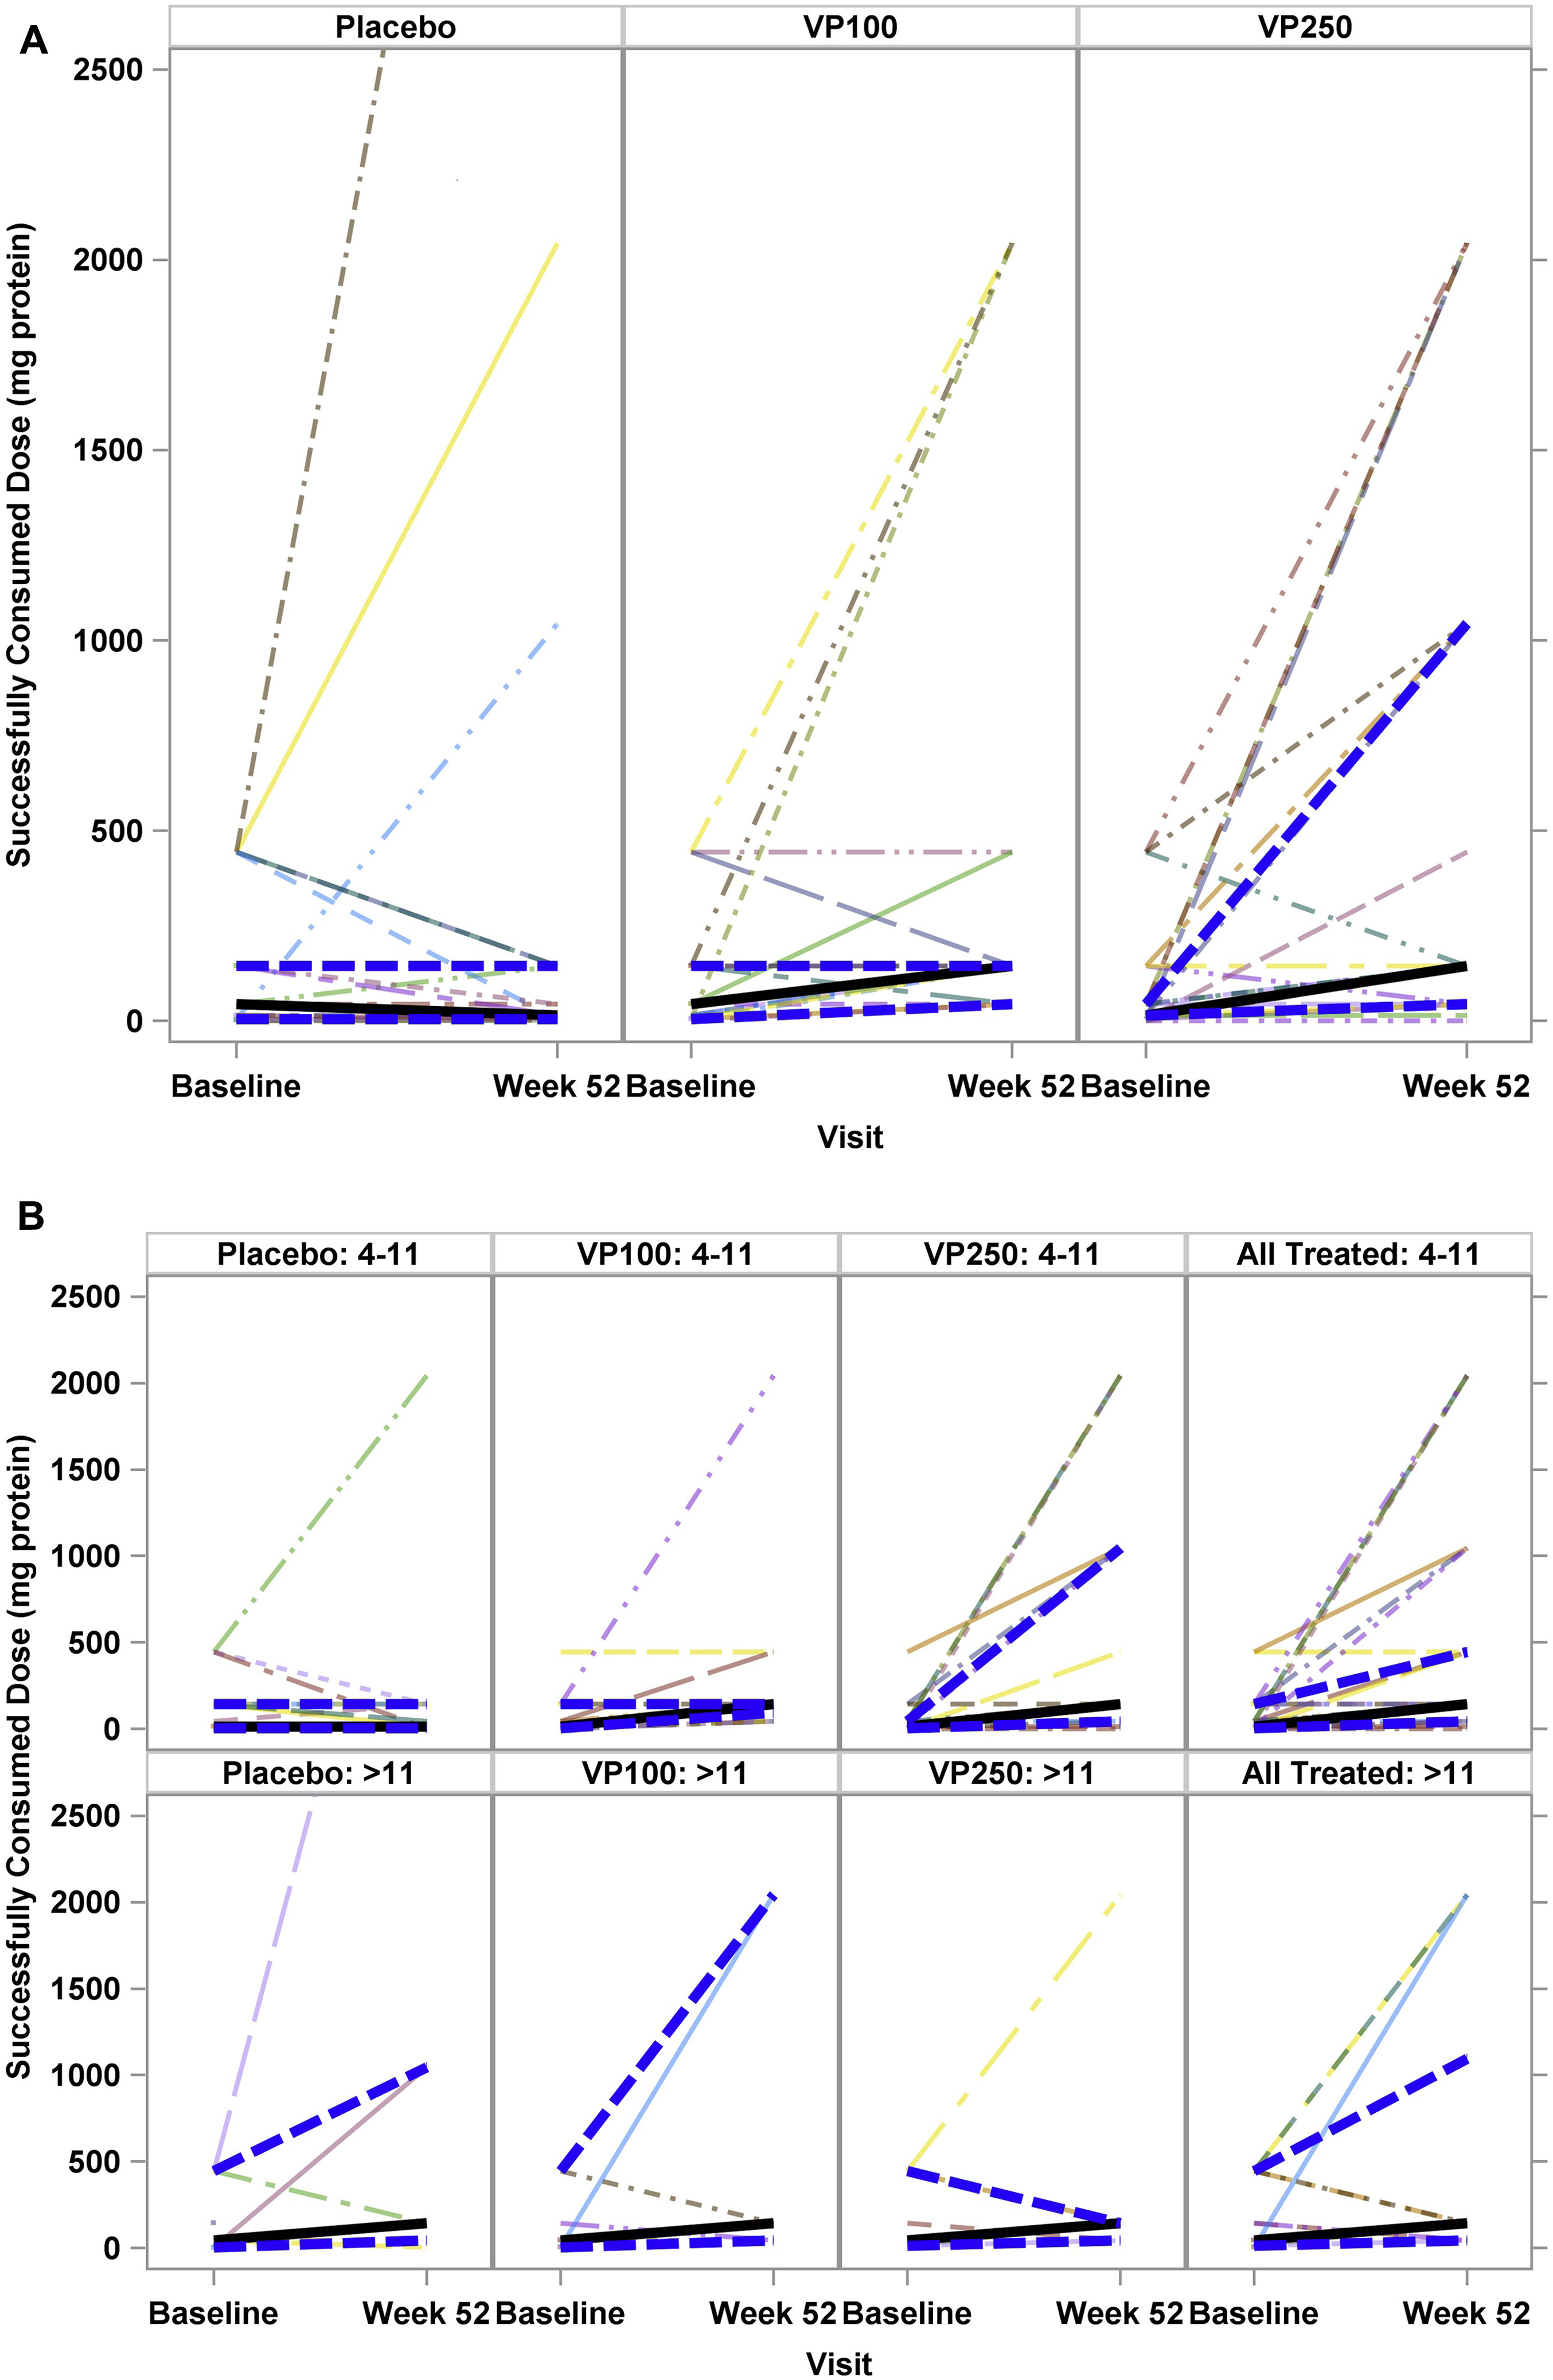 A
Placebo VP100 VP250
Successfully Consumed Dose (mg protein)
2500
2000
1500
1000
500
0
Baseline Week 52 Baseline Week 52 Baseline Week 52
Visit
B
Placebo: 4-11 VP100: 4-11 VP250: 4-11 All Treated: 4-11
Successfully Consumed Dose (mg protein)
2500
2000
1500
1000
500
0
Placebo: >11 VP100: >11 VP250: >11 All Treated: >11
2500
2000
1500
1000
500
0
Baseline Week 52 Baseline Week 52 Baseline Week 52 Baseline Week 52
Visit